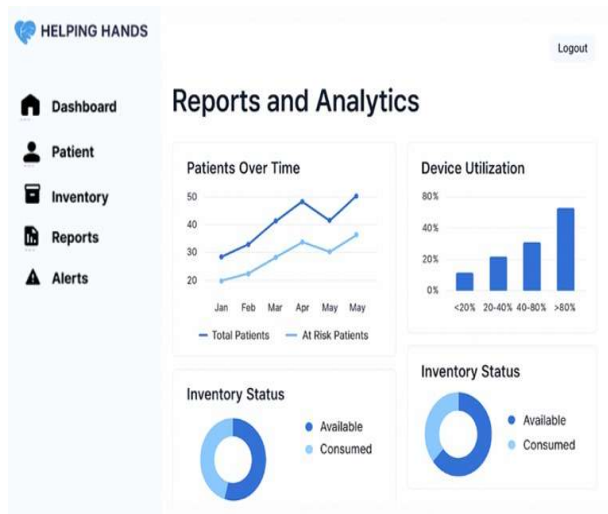 HELPING HANDS
Logout
Dashboard
Patient
Inventory
Reports
Alerts
Reports and Analytics
Patients Over Time
50
40
30
20
Jan Feb Mar Apr May May
Total Patients At Risk Patients
Device Utilization
80%
40%
20%
0%
<20% 20-40% 40-80% >80%
Inventory Status
Available
Consumed
Inventory Status
Available
Consumed